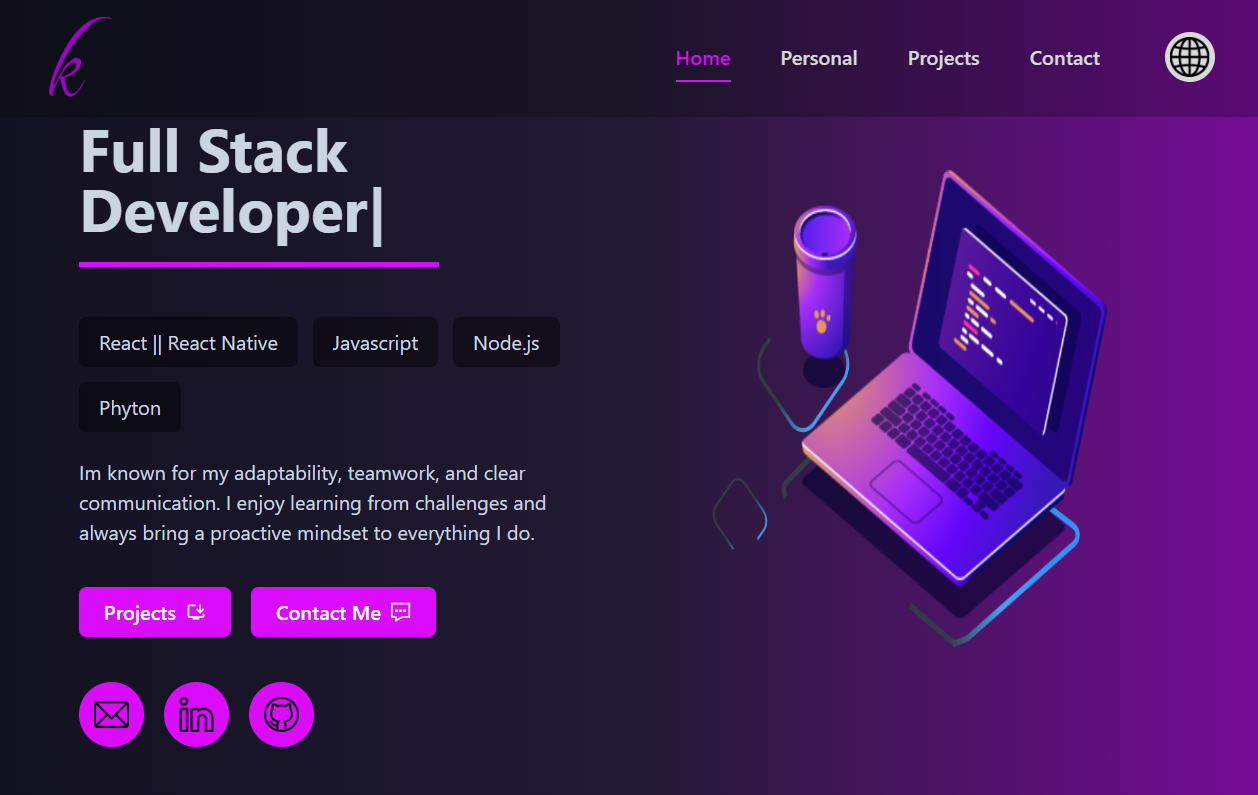 k
Home Personal Projects Contact
Full Stack
Developer|
React || React Native Javascript Node.js
Phyton
Im known for my adaptability, teamwork, and clear
communication. I enjoy learning from challenges and
always bring a proactive mindset to everything I do.
Projects Contact Me
in